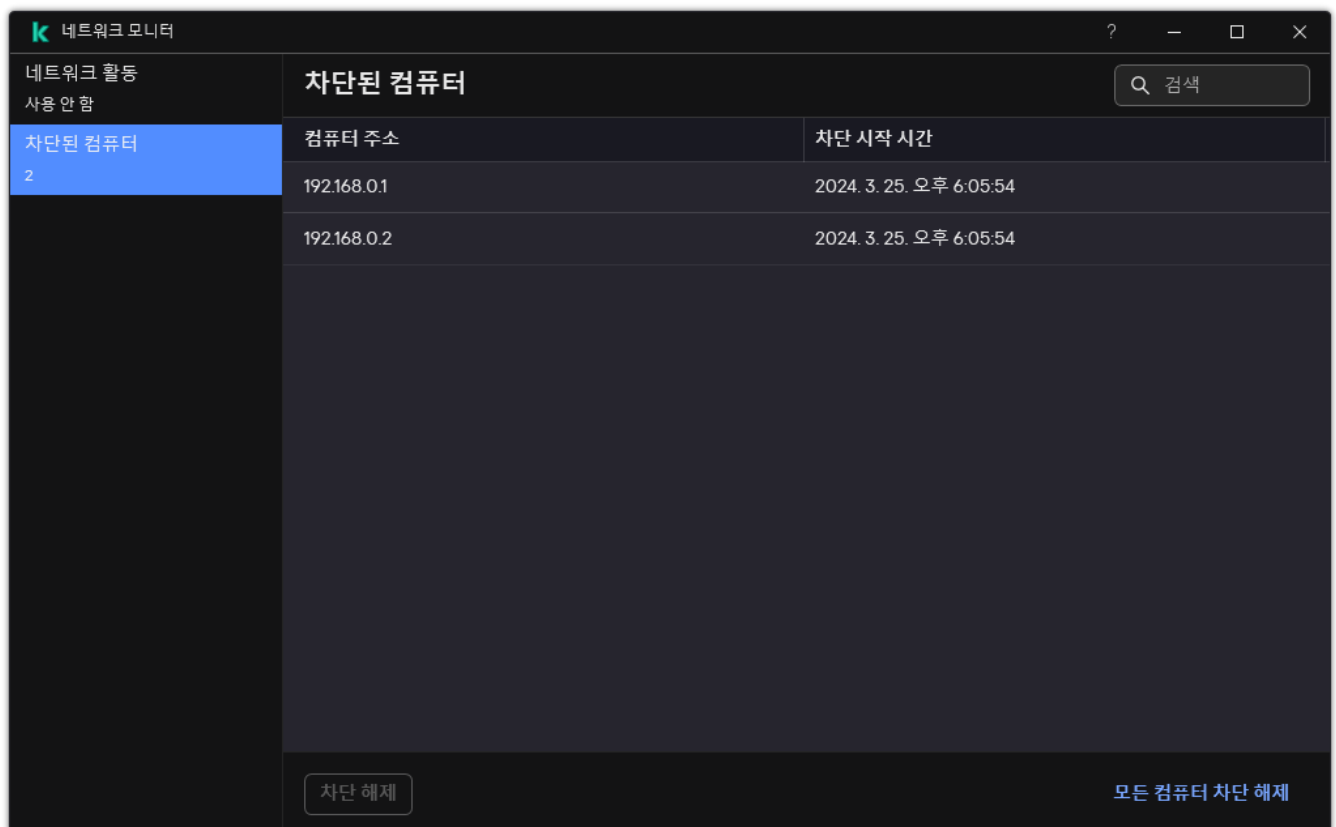 네트워크 모니터
네트워크 활동
사용 안 함
차단된 컴퓨터
2
차단된 컴퓨터
검색
컴퓨터 주소 차단 시작 시간
192.168.0.1 2024. 3. 25. 오후 6:05:54
192.168.0.2 2024. 3. 25. 오후 6:05:54
차단 해제
모든 컴퓨터 차단 해제